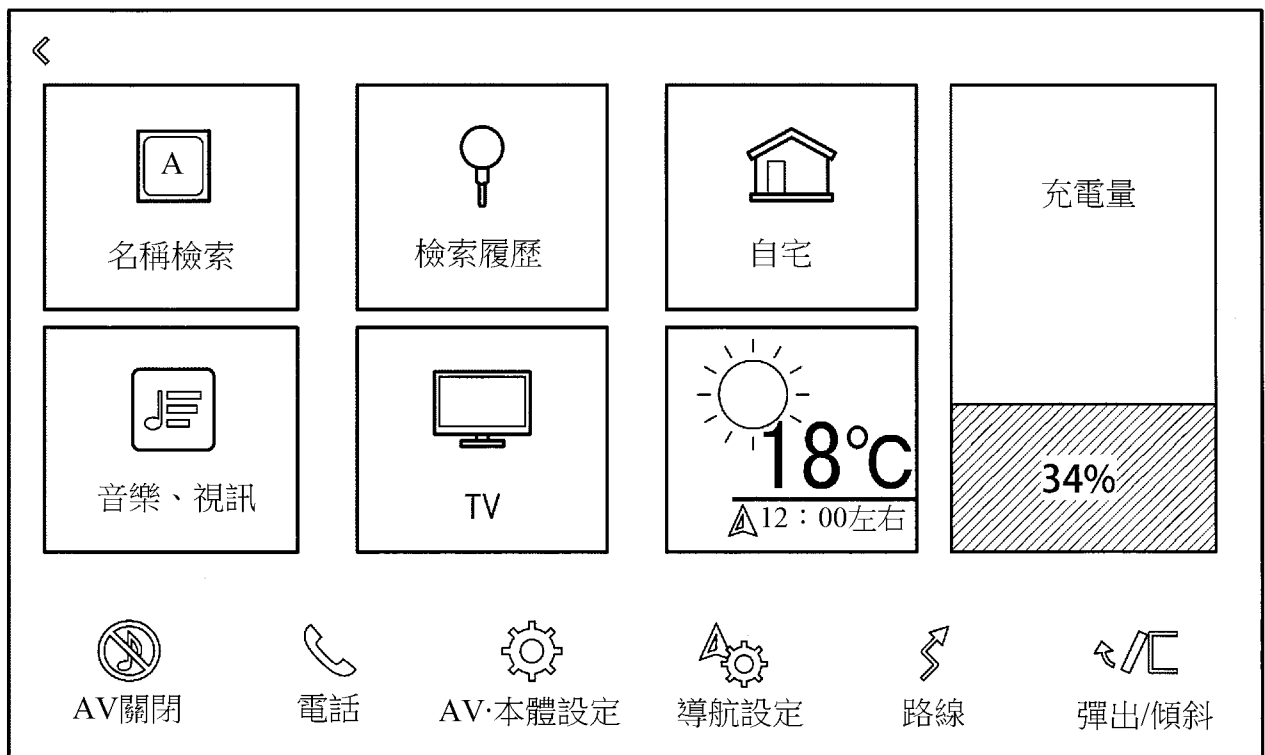 A
名稱檢索
檢索履歷
自宅
充電量
音樂、視訊
TV
18°C
12：00左右
34%
AV關閉
電話
AV·本體設定
導航設定
路線
彈出/傾斜